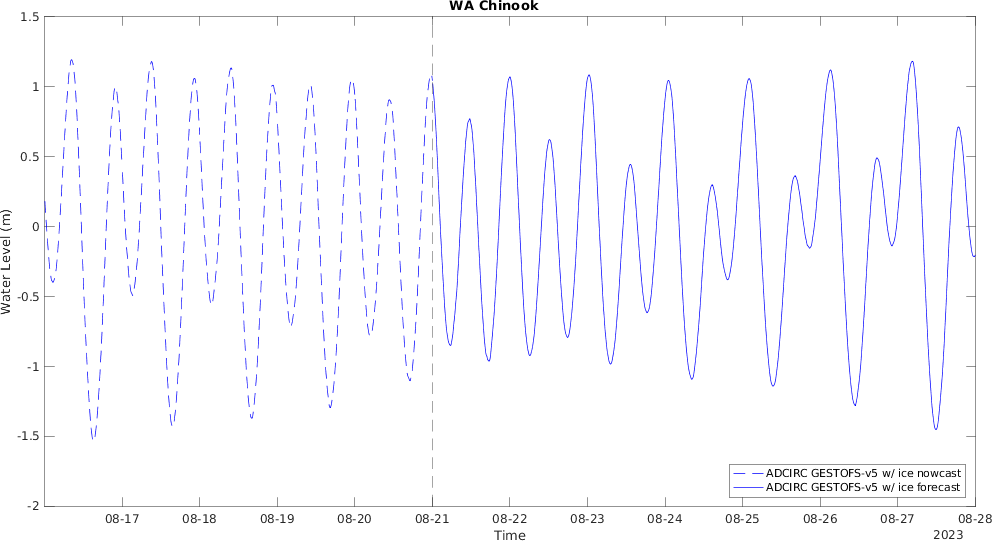 WA Chinook
1.5
1
0.5
0
-0.5
-1
-1.5
-2
Water Level (m)
08-17 08-18 08-19 08-20 08-21 08-22 08-23 08-24 08-25 08-26 08-27 08-28
Time
2023
ADCIRC GESTOFS-v5 w/ ice nowcast
ADCIRC GESTOFS-v5 w/ ice forecast